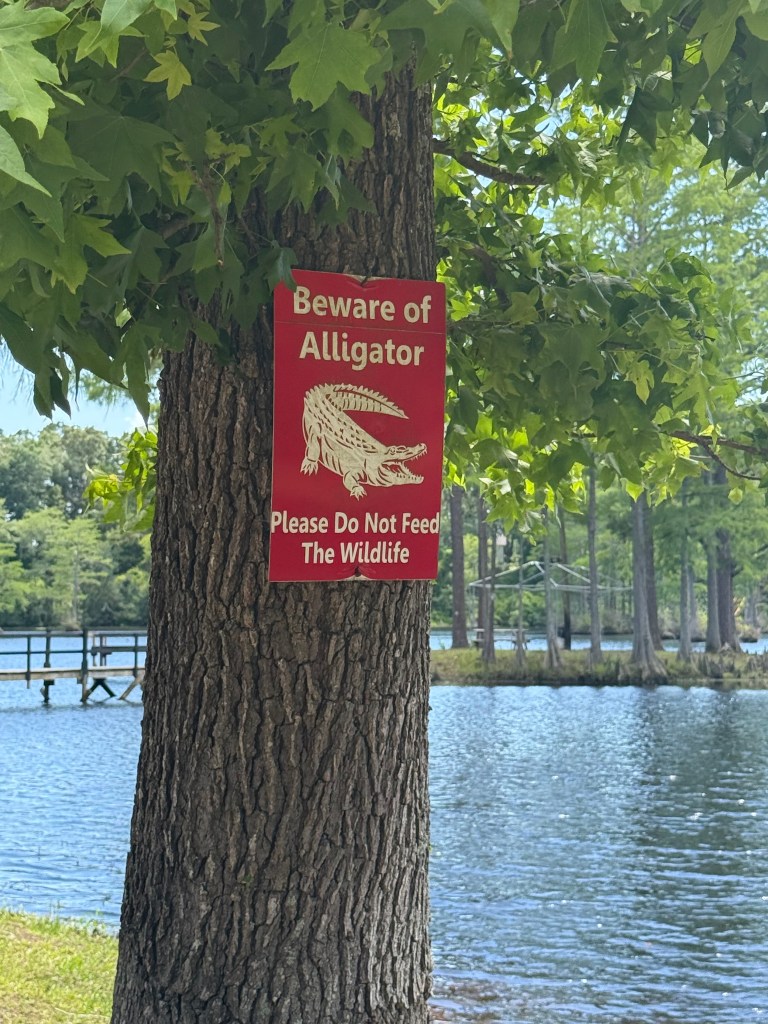 Beware of
Alligator
Please Do Not Feed
The Wildlife